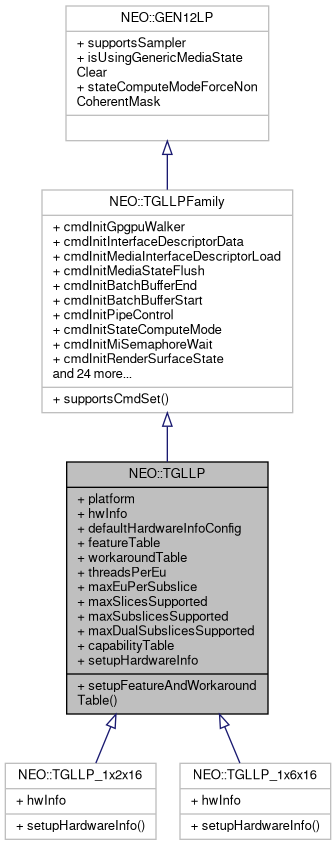 NEO::GEN12LP
+ supportsSampler
+ isUsingGenericMediaState
Clear
+ stateComputeModeForceNon
CoherentMask
NEO::TGLLPFamily
+ cmdInitGpgpuWalker
+ cmdInitInterfaceDescriptorData
+ cmdInitMediaInterfaceDescriptorLoad
+ cmdInitMediaStateFlush
+ cmdInitBatchBufferEnd
+ cmdInitBatchBufferStart
+ cmdInitPipeControl
+ cmdInitStateComputeMode
+ cmdInitMiSemaphoreWait
+ cmdInitRenderSurfaceState
and 24 more...
+ supportsCmdSet()
NEO::TGLLP
+ platform
+ hwInfo
+ defaultHardwareInfoConfig
+ featureTable
+ workaroundTable
+ threadsPerEu
+ maxEuPerSubslice
+ maxSlicesSupported
+ maxSubslicesSupported
+ maxDualSubslicesSupported
+ capabilityTable
+ setupHardwareInfo
+ setupFeatureAndWorkaround
Table()
NEO::TGLLP_1x2x16
+ hwInfo
+ setupHardwareInfo()
NEO::TGLLP_1x6x16
+ hwInfo
+ setupHardwareInfo()